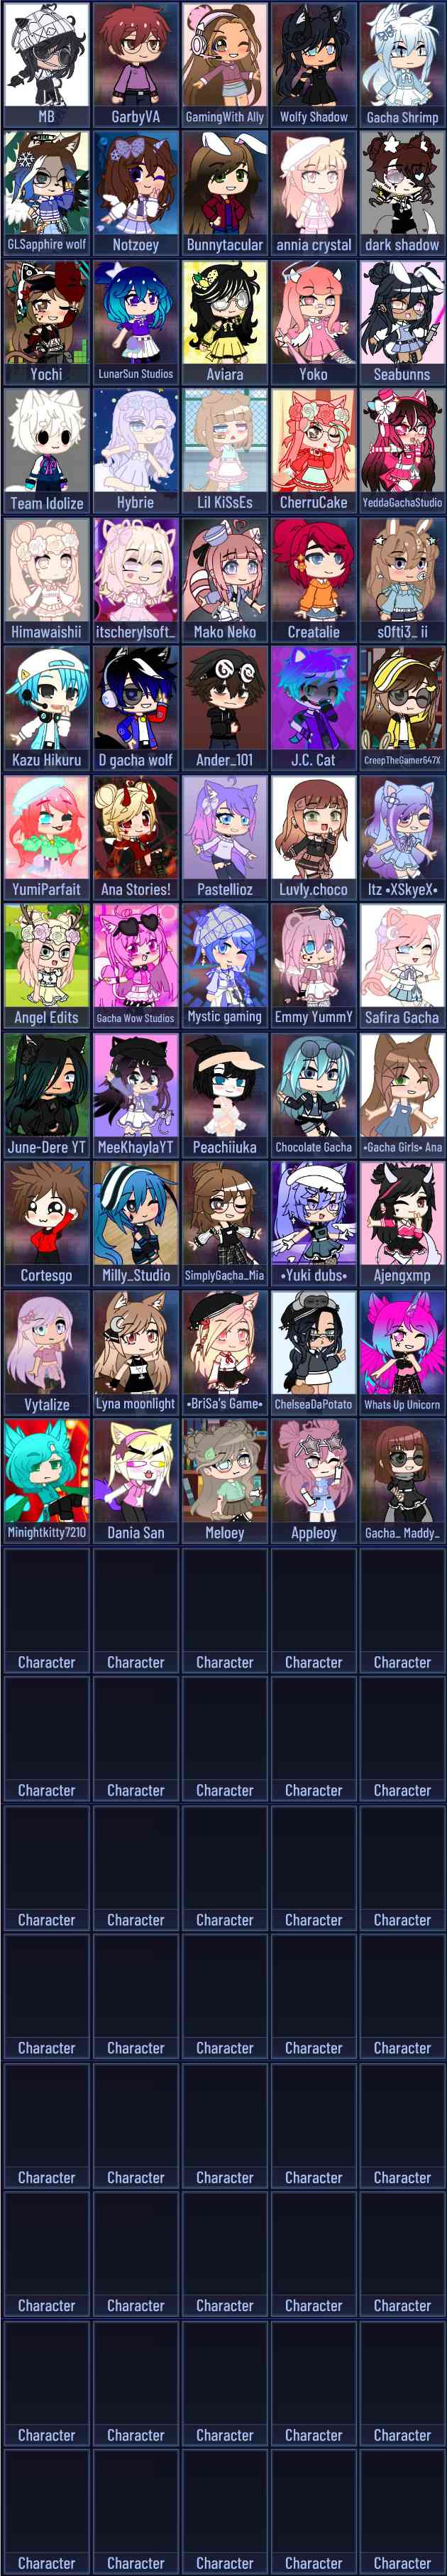 MB GarbyVA GamingWith Ally Wolfy Shadow Gacha Shrimp
GLSapphire wolf Notzoey Bunnytacular annia crystal dark shadow
Yochi LunarSun Studios Aviara Yoko Seabunns
Team Idolize Hybrie Lil KiSsEs CherruCake YeddaGachaStudio
Himawaishii itscherylsoft_ Mako Neko Creatalie s0fti3_ ii
Kazu Hikuru D gacha wolf Ander_101 J.C. Cat CreepTheGamer647X
YumiParfait Ana Stories! Pastellioz Luvly.choco Itz •XSkyeX•
Angel Edits Gacha Wow Studios Mystic gaming Emmy YummY Safira Gacha
June-Dere YT MeeKhaylaYT Peachiiuka Chocolate Gacha •Gacha Girls• Ana
Cortesgo Milly_Studio SimplyGacha_Mia •Yuki dubs• Ajengxmp
Vytalize Lyna moonlight •BriSa's Game• ChelseaDaPotato Whats Up Unicorn
Minightkitty7210 Dania San Meloey Appleoy Gacha_ Maddy_
Character Character Character Character Character
Character Character Character Character Character
Character Character Character Character Character
Character Character Character Character Character
Character Character Character Character Character
Character Character Character Character Character
Character Character Character Character Character
Character Character Character Character Character